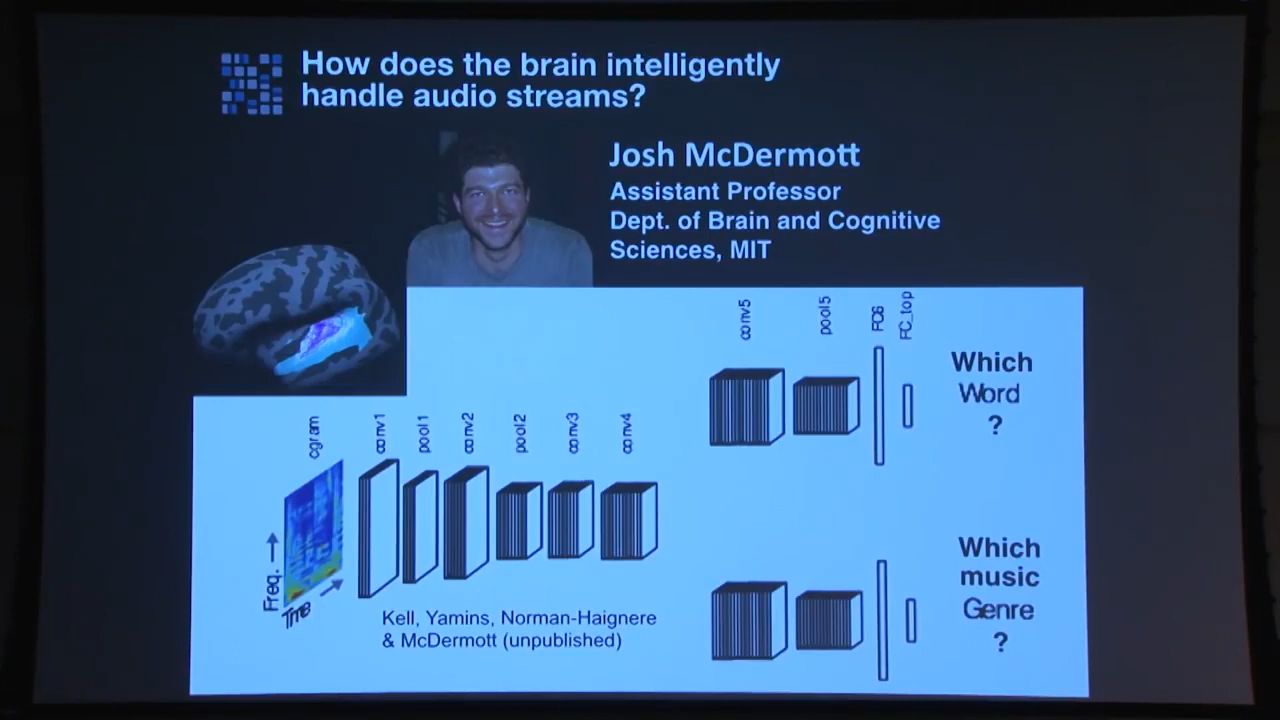 How does the brain intelligently
handle audio streams?
Josh McDermott
Assistant Professor
Dept. of Brain and Cognitive
Sciences, MIT
cgram
conv1
pool1
conv2
pool2
conv3
conv4
conv5
pool5
FC6
FC_top
Which
Word
?
Which
music
Genre
?
Freq.
Time
Kell, Yamins, Norman-Haignere
& McDermott (unpublished)